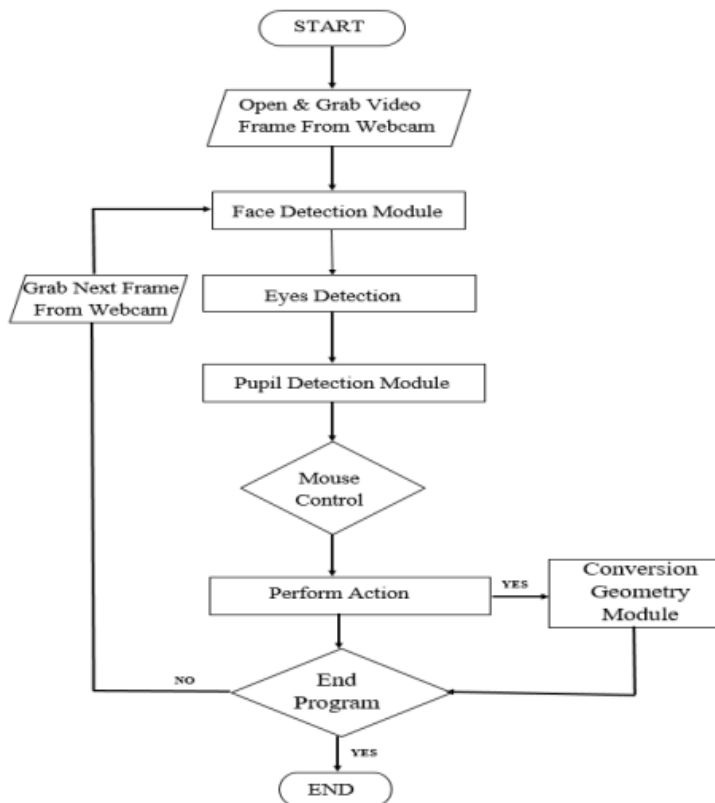 START
Open & Grab Video
Frame From Webcam
Face Detection Module
Grab Next Frame
From Webcam
Eyes Detection
Pupil Detection Module
Mouse
Control
Perform Action
YES
Conversion
Geometry
Module
End
Program
NO
YES
END